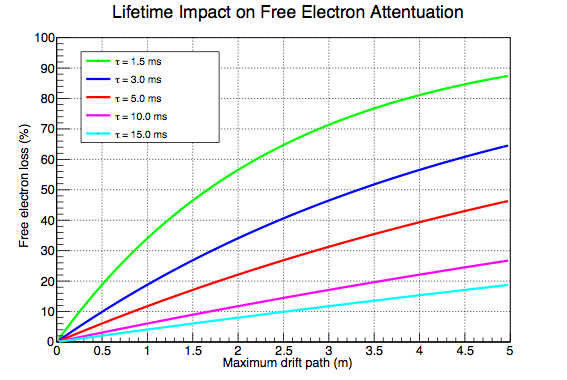 Lifetime Impact on Free Electron Attentuation
Free electron loss (%)
100
90
80
70
60
50
40
30
20
10
0
τ = 1.5 ms
τ = 3.0 ms
τ = 5.0 ms
τ = 10.0 ms
τ = 15.0 ms
0 0.5 1 1.5 2 2.5 3 3.5 4 4.5 5
Maximum drift path (m)